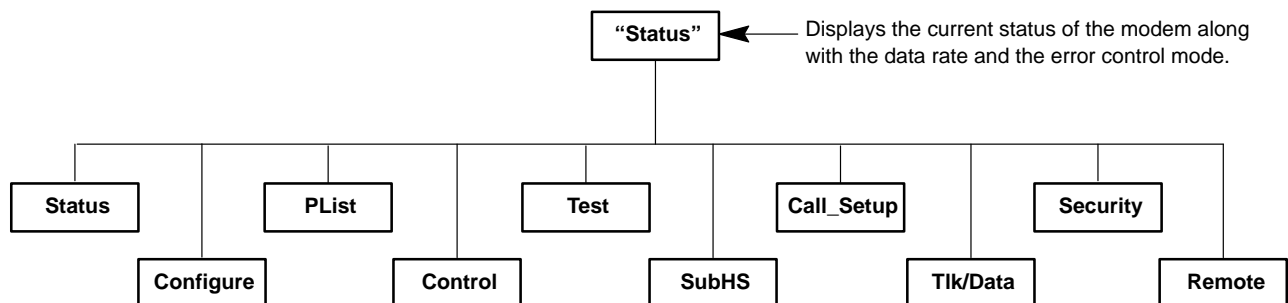 “Status”
Displays the current status of the modem along
with the data rate and the error control mode.
Status
PList
Test
Call_Setup
Security
Configure
Control
SubHS
Tlk/Data
Remote